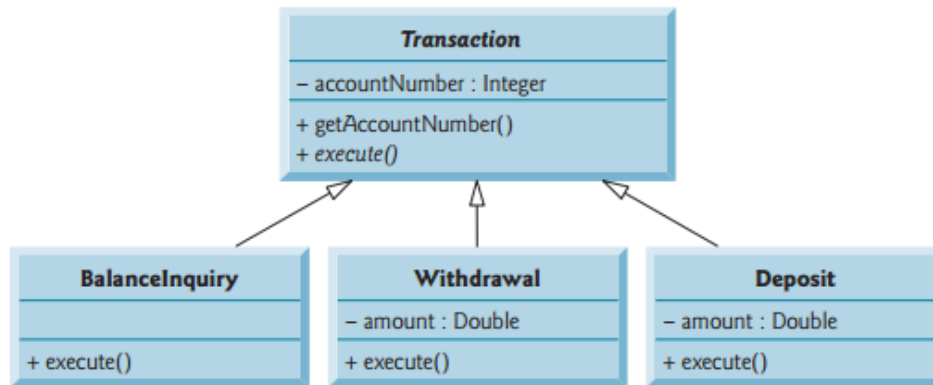 Transaction
– accountNumber : Integer
+ getAccountNumber()
+ execute()
BalanceInquiry
+ execute()
Withdrawal
– amount : Double
+ execute()
Deposit
– amount : Double
+ execute()